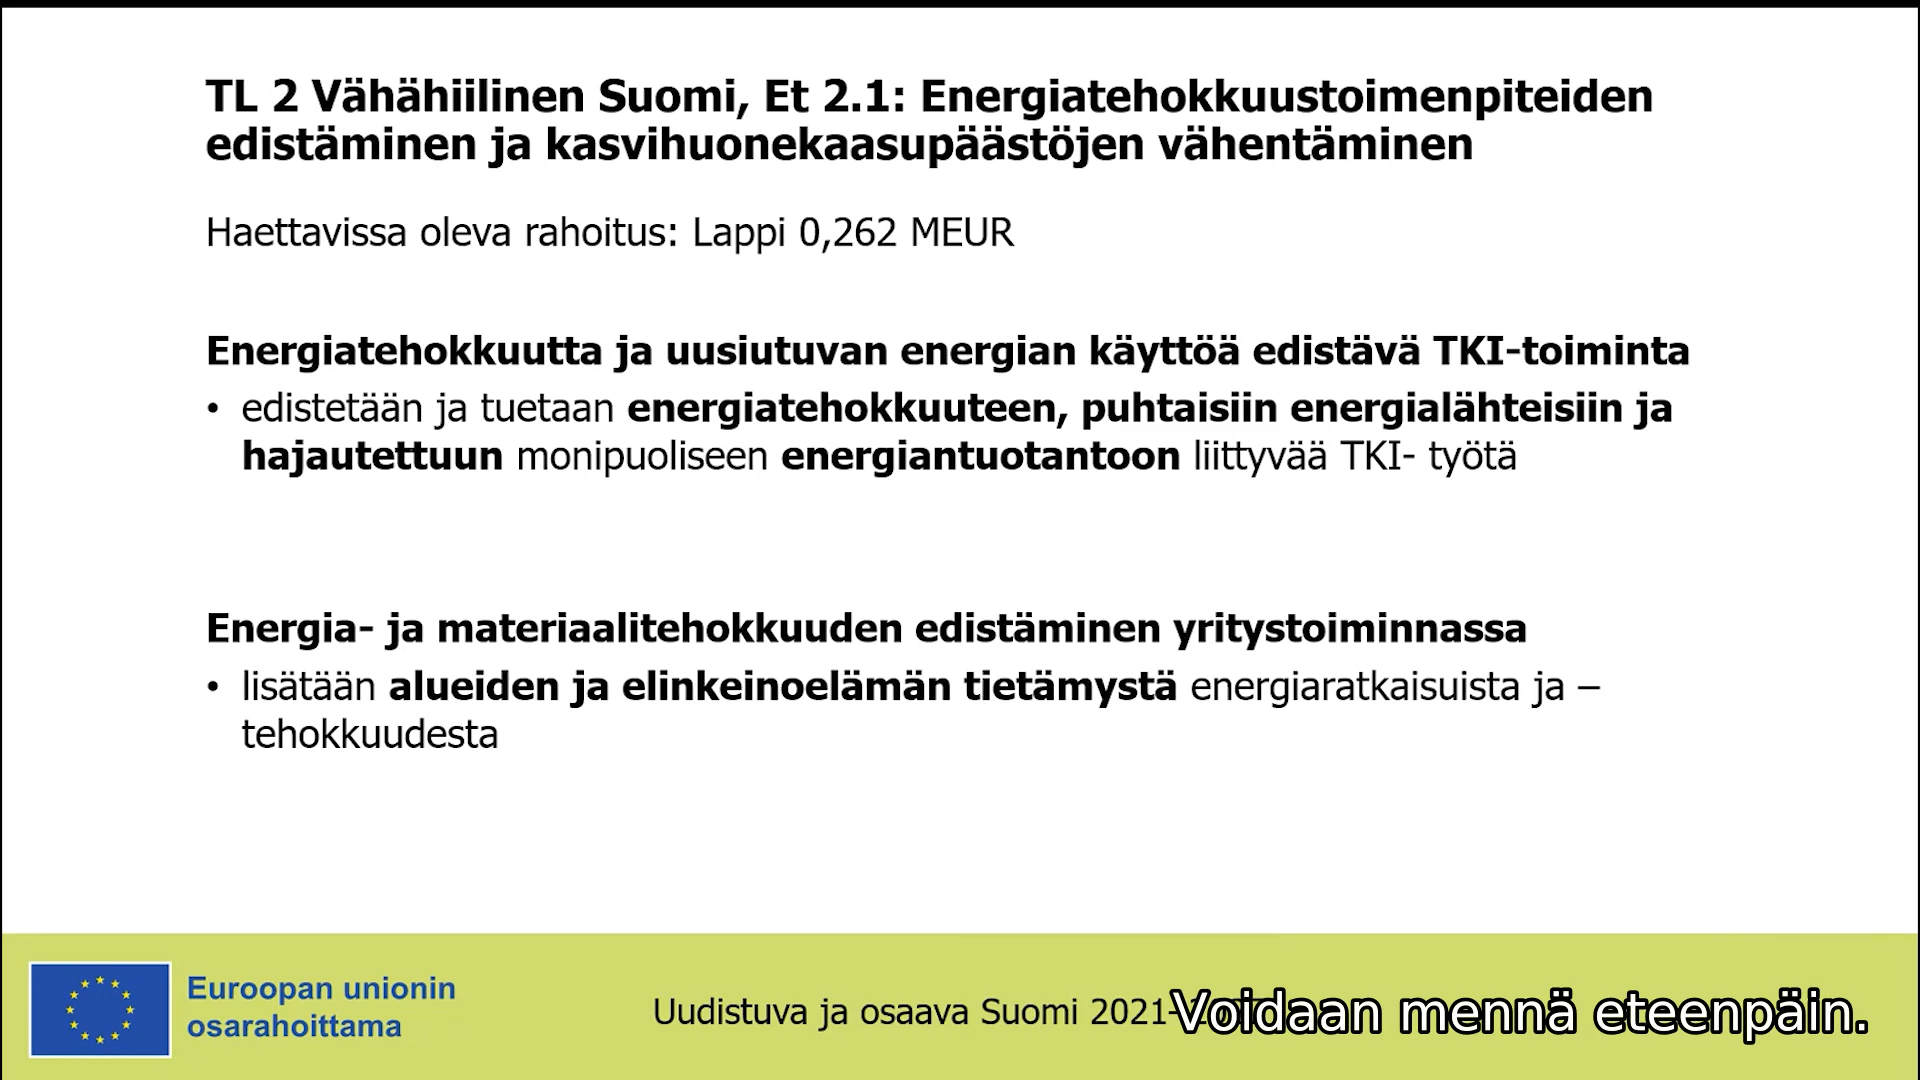 TL 2 Vähähiilinen Suomi, Et 2.1: Energiatehokkuustoimenpiteiden
edistäminen ja kasvihuonekaasupäästöjen vähentäminen
Haettavissa oleva rahoitus: Lappi 0,262 MEUR
Energiatehokkuutta ja uusiutuvan energian käyttöä edistävä TKI-toiminta
• edistetään ja tuetaan energiatehokkuuteen, puhtaisiin energialähteisiin ja
hajautettuun monipuoliseen energiantuotantoon liittyvää TKI- työtä
Energia- ja materiaalitehokkuuden edistäminen yritystoiminnassa
• lisätään alueiden ja elinkeinoelämän tietämystä energiaratkaisuista ja –
tehokkuudesta
Euroopan unionin
osarahoittama
Uudistuva ja osaava Suomi 2021-
Voidaan mennä eteenpäin.